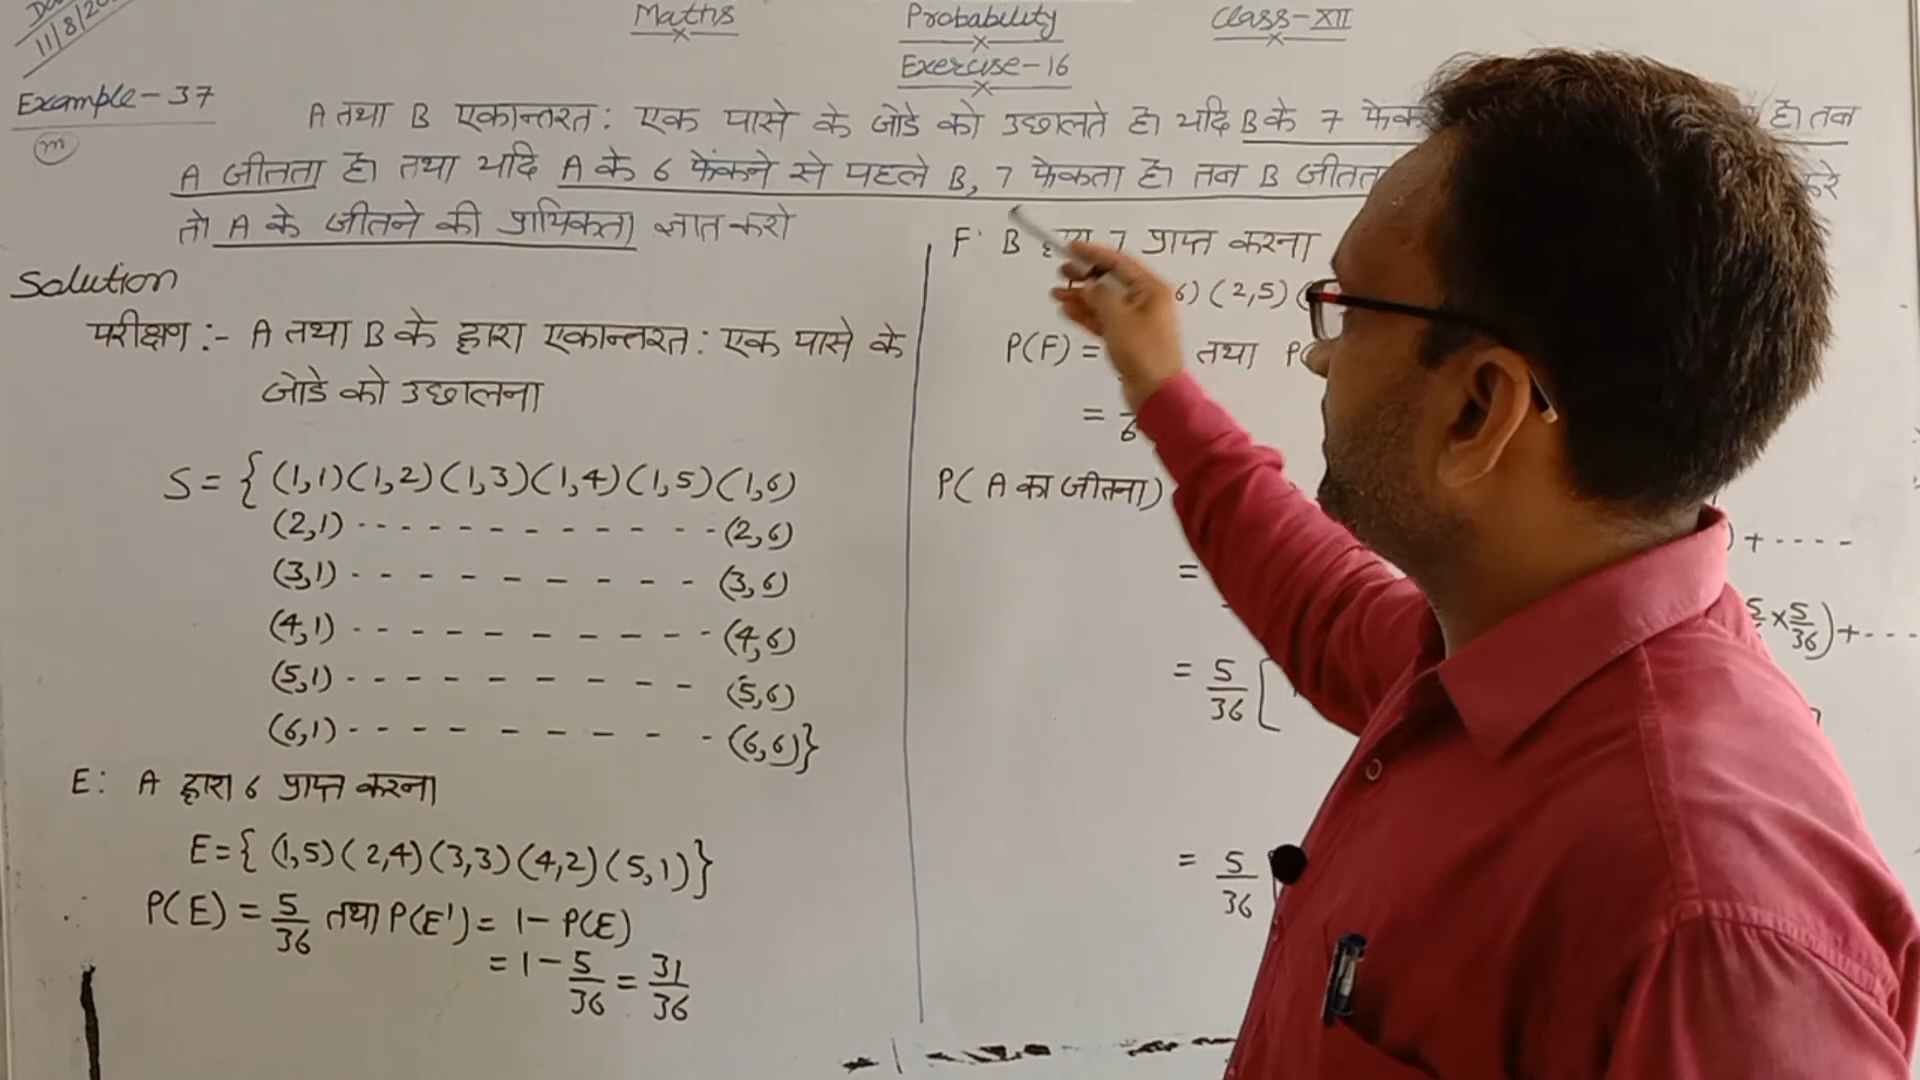 11/8/20
Maths
Probability
Class-XII
Exercise-16
Example-37
A तथा B एकान्तरत: एक पासे के जोडे को उछालते है। यदि B के 7 फेंक
है। तब
A जीतता है। तथा यदि A के 6 फेंकने से पहले B, 7 फेंकता है। तब B जीतत
करे
तो A के जीतने की प्रायिकता ज्ञात करो
Solution
परीक्षण :- A तथा B के द्वारा एकान्तरत: एक पासे के
जोडे को उछालना
S = { (1,1) (1,2) (1,3) (1,4) (1,5) (1,6)
(2,1) - - - - - - - - - - - - (2,6)
(3,1) - - - - - - - - - - (3,6)
(4,1) - - - - - - - - - - (4,6)
(5,1) - - - - - - - - - - (5,6)
(6,1) - - - - - - - - - - (6,6)}
E: A द्वारा 6 प्राप्त करना
E = { (1,5) (2,4) (3,3) (4,2) (5,1) }
P(E) = 5/36 तथा P(E') = 1 - P(E)
= 1 - 5/36 = 31/36
F: B द्वारा 7 प्राप्त करना
6) (2,5) (
P(F) = तथा P(
=
P( A का जीतना)
) + - - - -
=
× 5/36) + - - -
= 5/36 [
= 5/36